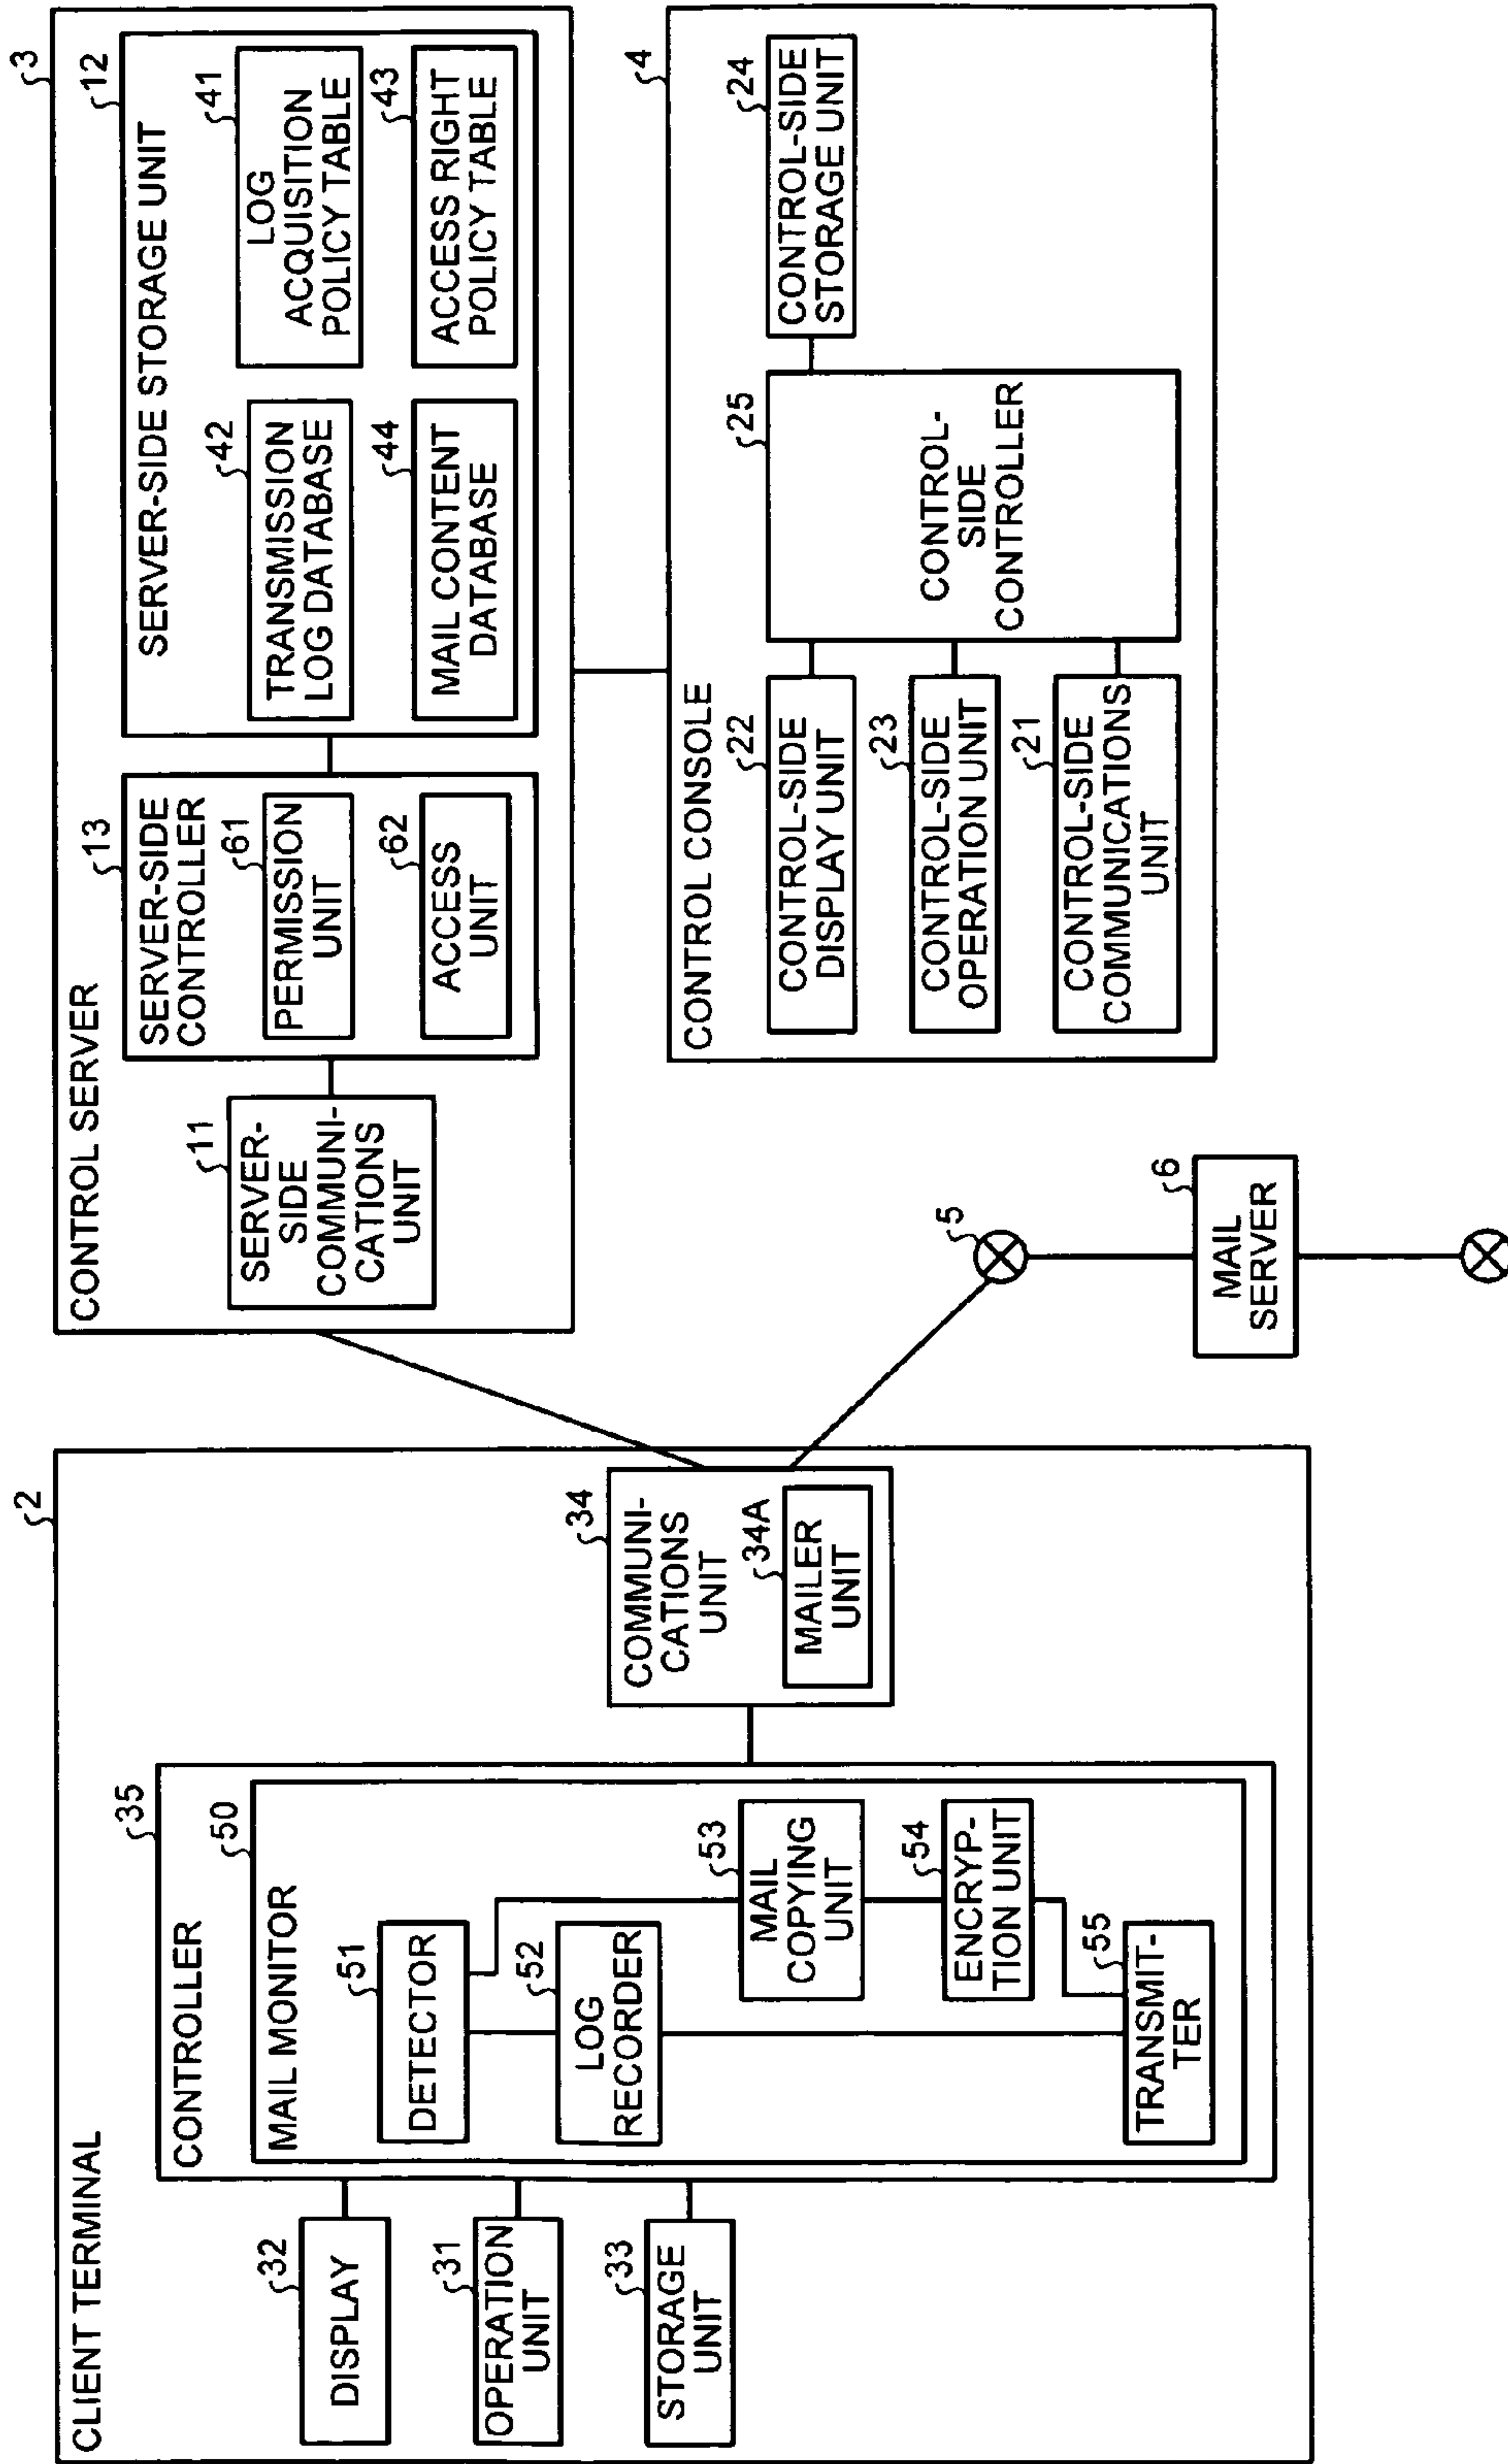 CLIENT TERMINAL
2
DISPLAY
32
OPERATION
UNIT
31
STORAGE
UNIT
33
CONTROLLER
35
MAIL MONITOR
50
DETECTOR
51
LOG
RECORDER
52
MAIL
COPYING
UNIT
53
ENCRYP-
TION UNIT
54
TRANSMIT-
TER
55
COMMUNI-
CATIONS
UNIT
34
MAILER
UNIT
34A
CONTROL SERVER
3
SERVER-
SIDE
COMMUNI-
CATIONS
UNIT
11
SERVER-SIDE
CONTROLLER
13
PERMISSION
UNIT
61
ACCESS
UNIT
62
SERVER-SIDE STORAGE UNIT
12
TRANSMISSION
LOG DATABASE
42
LOG
ACQUISITION
POLICY TABLE
41
MAIL CONTENT
DATABASE
44
ACCESS RIGHT
POLICY TABLE
43
CONTROL CONSOLE
4
CONTROL-SIDE
DISPLAY UNIT
22
CONTROL-SIDE
OPERATION UNIT
23
CONTROL-SIDE
COMMUNICATIONS
UNIT
21
CONTROL-
SIDE
CONTROLLER
25
CONTROL-SIDE
STORAGE UNIT
24
5
MAIL
SERVER
6